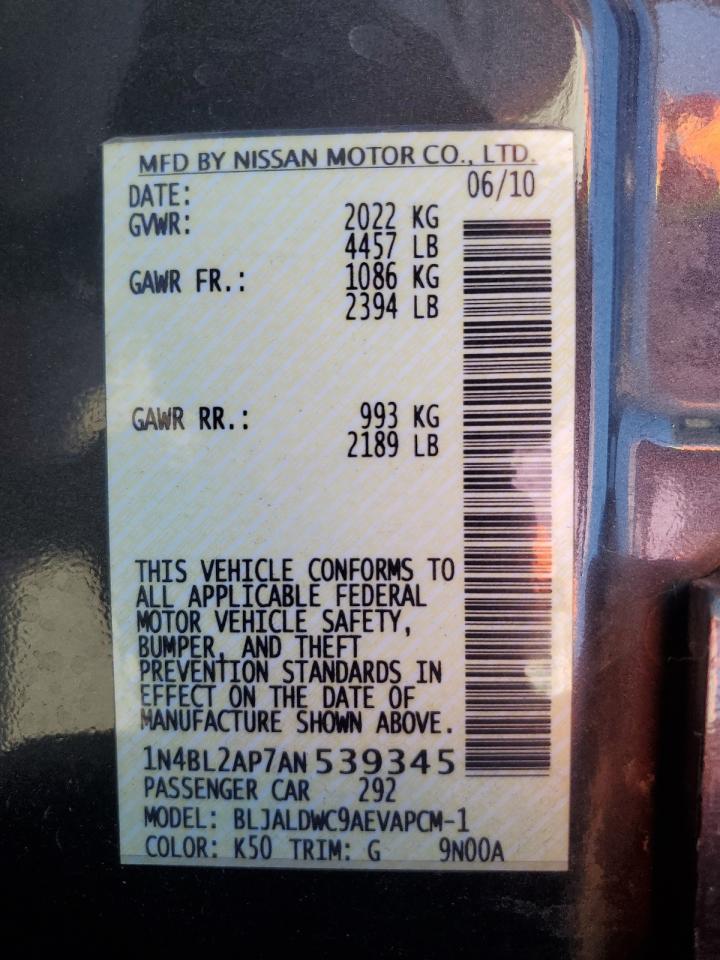 MFD BY NISSAN MOTOR CO., LTD.
DATE: 06/10
GVWR: 2022 KG
4457 LB
GAWR FR.: 1086 KG
2394 LB
GAWR RR.: 993 KG
2189 LB
THIS VEHICLE CONFORMS TO
ALL APPLICABLE FEDERAL
MOTOR VEHICLE SAFETY,
BUMPER, AND THEFT
PREVENTION STANDARDS IN
EFFECT ON THE DATE OF
MANUFACTURE SHOWN ABOVE.
1N4BL2AP7AN 539345
PASSENGER CAR 292
MODEL: BLJALDWC9AEVAPCM-1
COLOR: K50 TRIM: G 9N00A